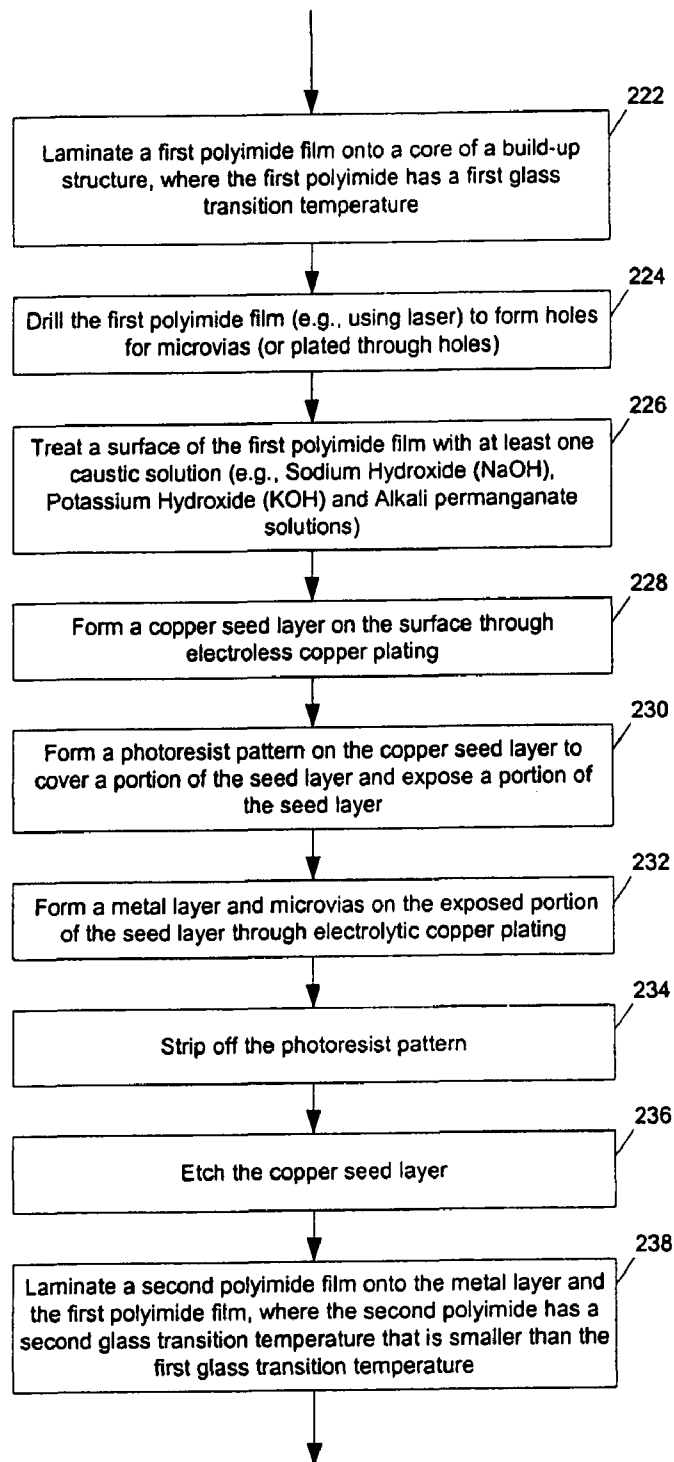 222
Laminate a first polyimide film onto a core of a build-up
structure, where the first polyimide has a first glass
transition temperature
224
Drill the first polyimide film (e.g., using laser) to form holes
for microvias (or plated through holes)
226
Treat a surface of the first polyimide film with at least one
caustic solution (e.g., Sodium Hydroxide (NaOH),
Potassium Hydroxide (KOH) and Alkali permanganate
solutions)
228
Form a copper seed layer on the surface through
electroless copper plating
230
Form a photoresist pattern on the copper seed layer to
cover a portion of the seed layer and expose a portion of
the seed layer
232
Form a metal layer and microvias on the exposed portion
of the seed layer through electrolytic copper plating
234
Strip off the photoresist pattern
236
Etch the copper seed layer
238
Laminate a second polyimide film onto the metal layer and
the first polyimide film, where the second polyimide has a
second glass transition temperature that is smaller than the
first glass transition temperature